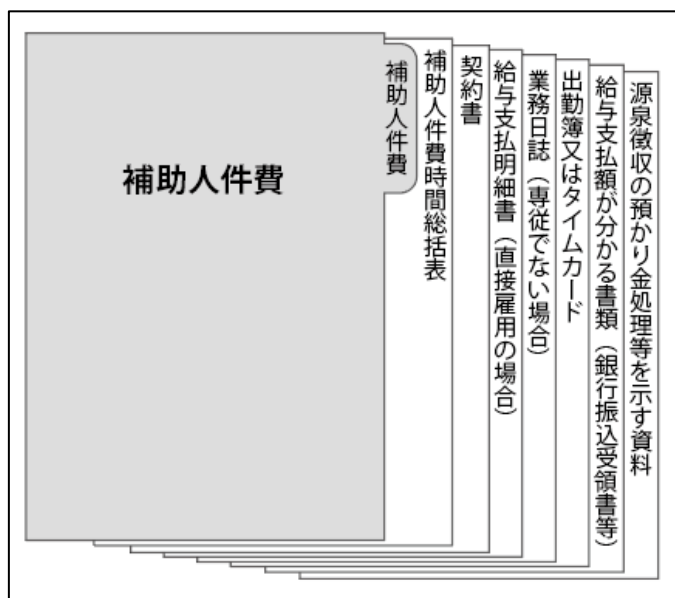 補助人件費
補助人件費
補助人件費時間総括表
契約書
給与支払明細書（直接雇用の場合）
業務日誌（専従でない場合）
出勤簿又はタイムカード
給与支払額が分かる書類（銀行振込受領書等）
源泉徴収の預かり金処理等を示す資料